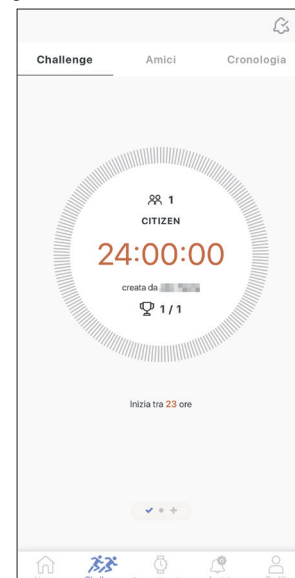 Challenge Amici Cronologia
1
CITIZEN
24:00:00
creata da
1 / 1
Inizia tra 23 ore